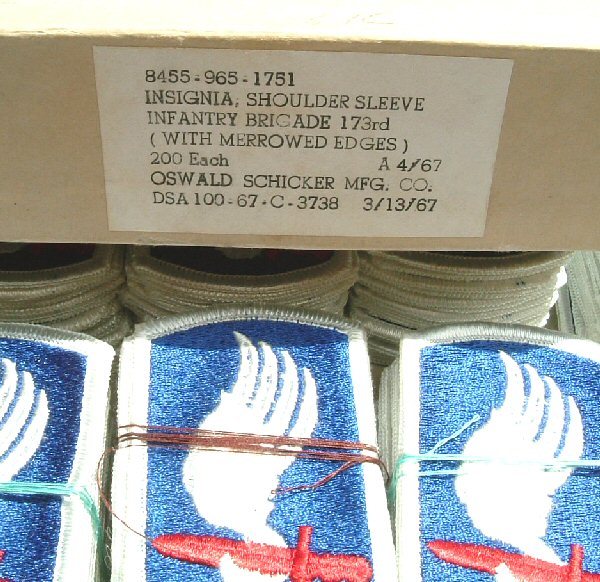 8455-965-1751
INSIGNIA, SHOULDER SLEEVE
INFANTRY BRIGADE 173rd
( WITH MERROWED EDGES )
200 Each A 4/67
OSWALD SCHICKER MFG. CO.
DSA 100-67-C-3738 3/13/67